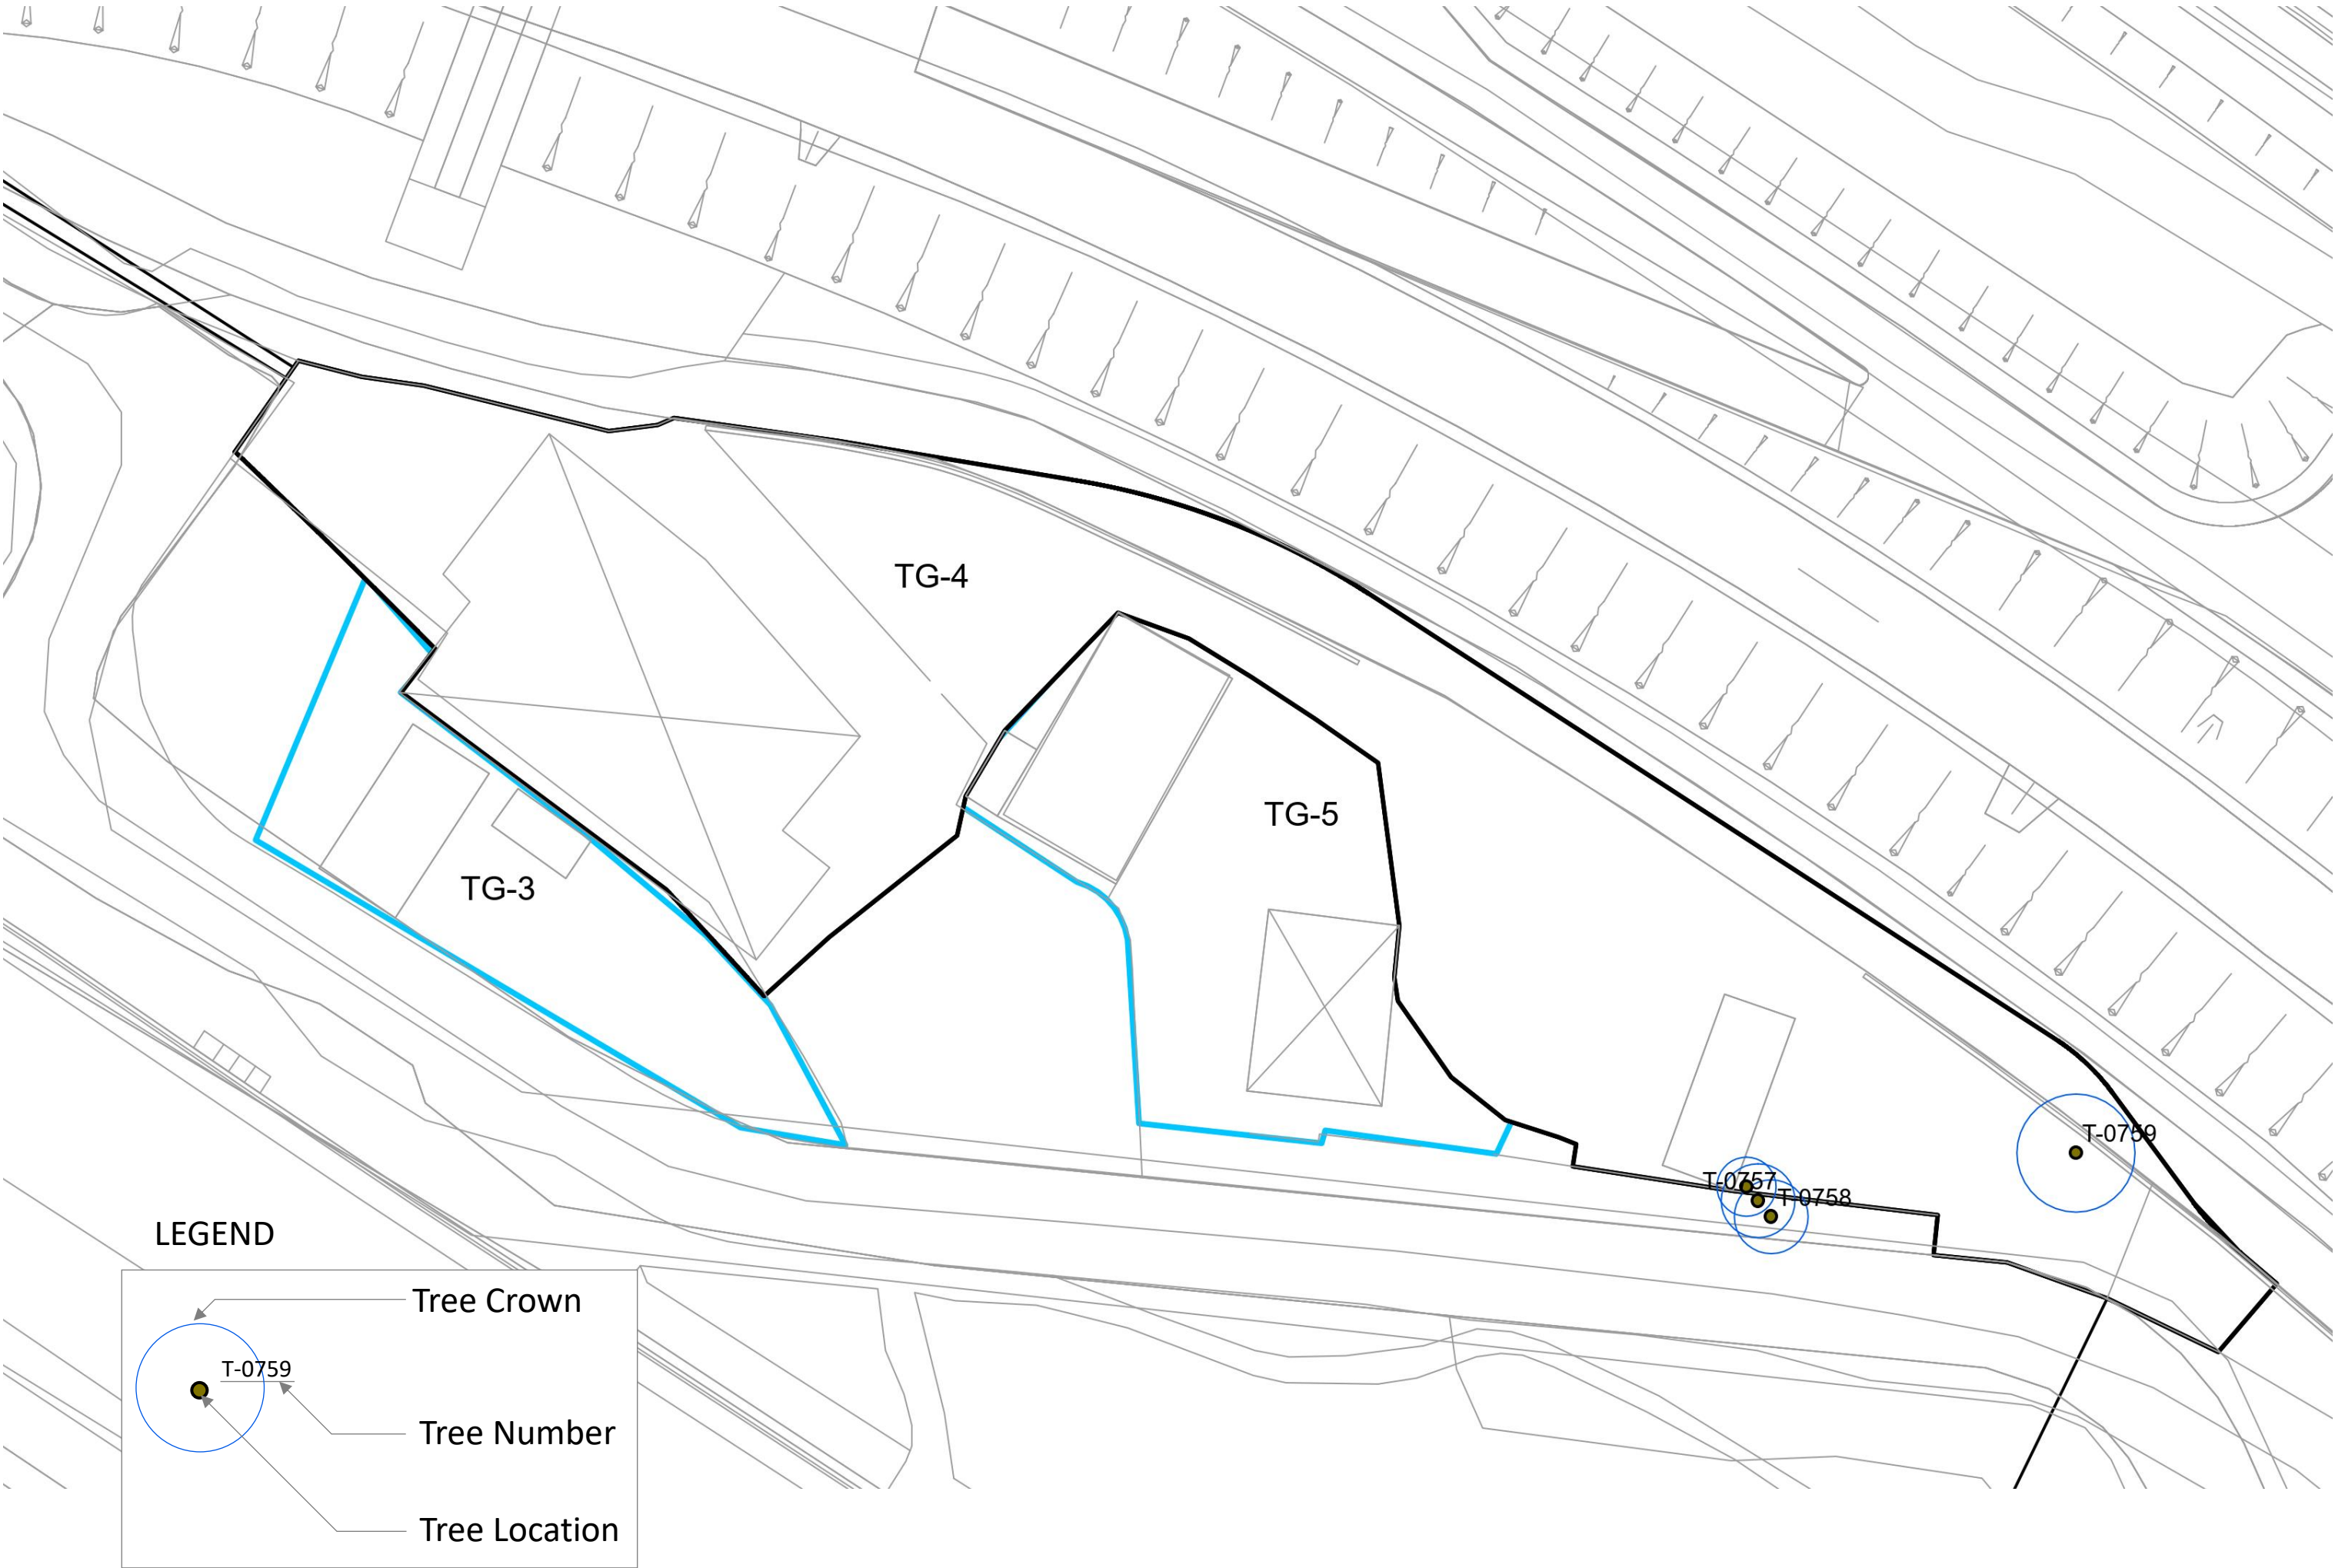 TG-4
TG-5
TG-3
T-0759
T-0757
T-0758
LEGEND
Tree Crown
T-0759
Tree Number
Tree Location